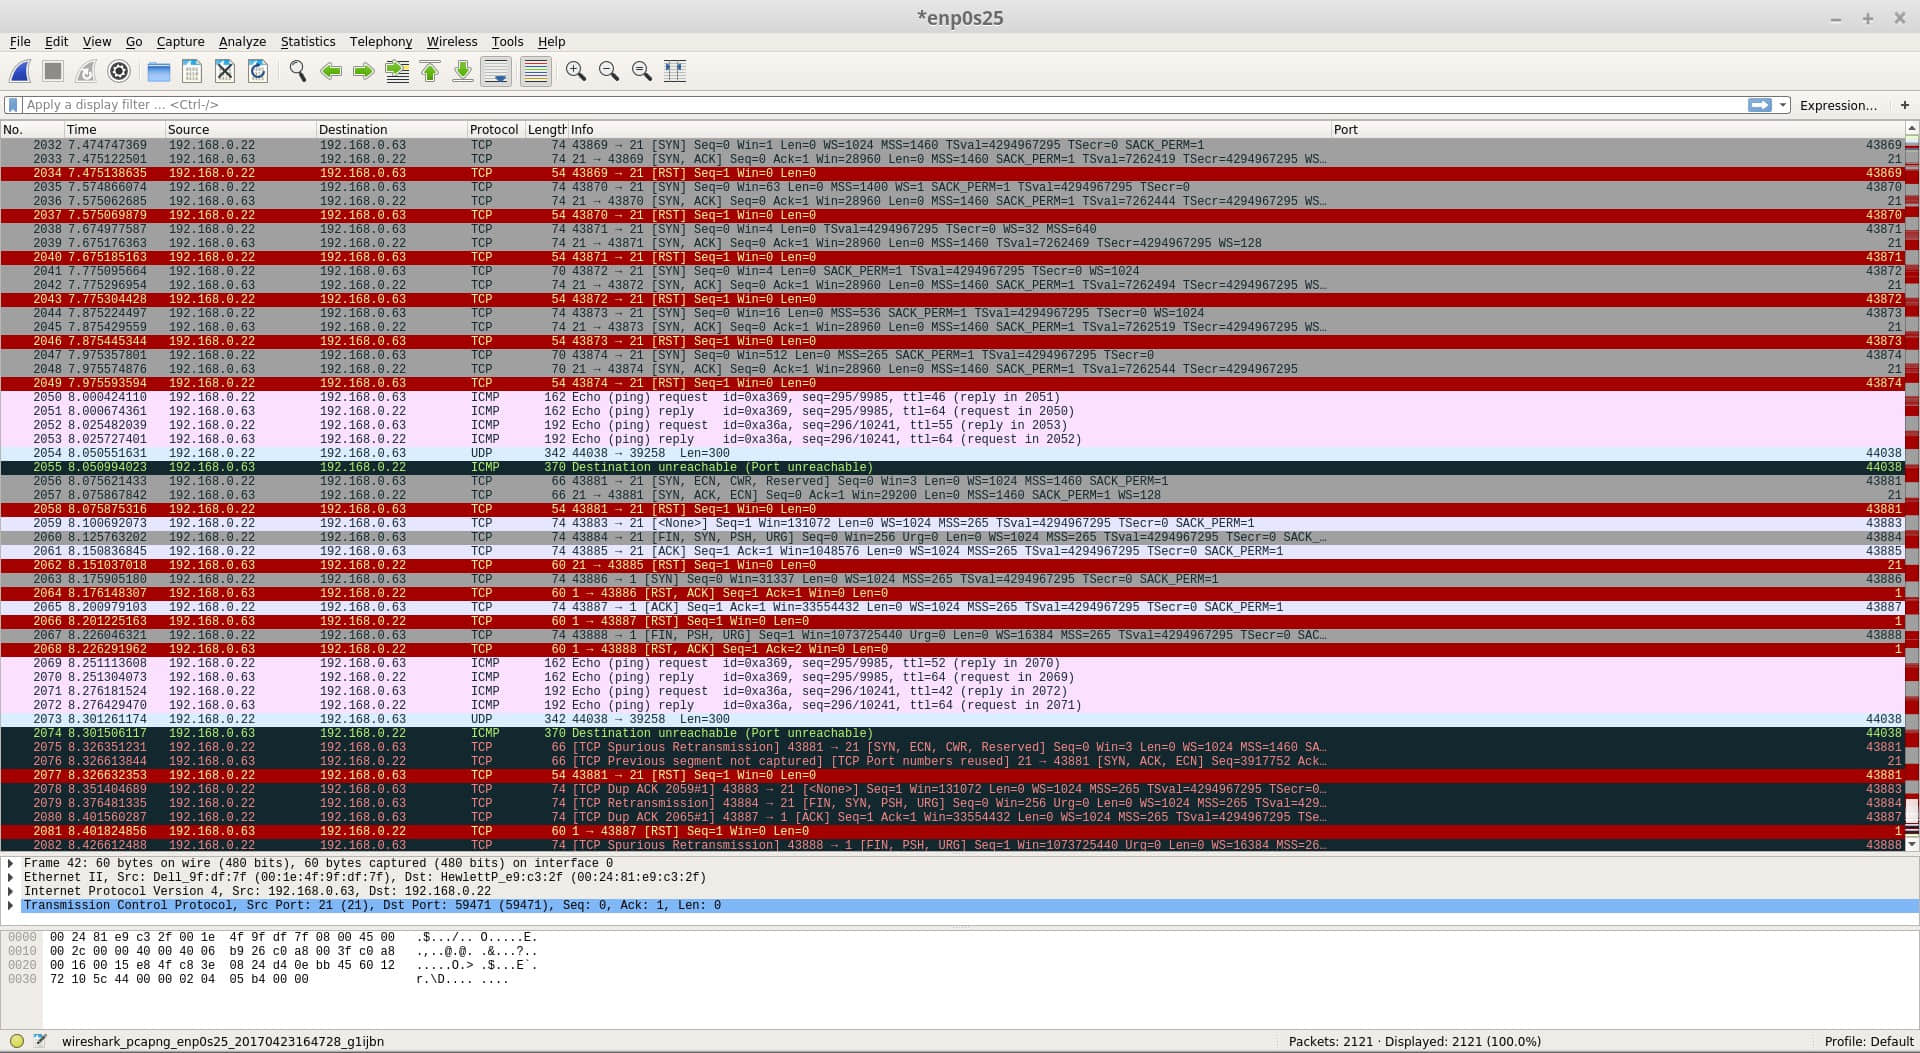 *enp0s25
File Edit View Go Capture Analyze Statistics Telephony Wireless Tools Help
Apply a display filter ... <Ctrl-/> Expression... +
No. Time Source Destination Protocol Length Info Port
2032 7.474747369 192.168.0.22 192.168.0.63 TCP 74 43869 → 21 [SYN] Seq=0 Win=1 Len=0 WS=1024 MSS=1460 TSval=4294967295 TSecr=0 SACK_PERM=1 43869
2033 7.475122501 192.168.0.63 192.168.0.22 TCP 74 21 → 43869 [SYN, ACK] Seq=0 Ack=1 Win=28960 Len=0 MSS=1460 SACK_PERM=1 TSval=7262419 TSecr=4294967295 WS… 21
2034 7.475138635 192.168.0.22 192.168.0.63 TCP 54 43869 → 21 [RST] Seq=1 Win=0 Len=0 43869
2035 7.574866074 192.168.0.22 192.168.0.63 TCP 74 43870 → 21 [SYN] Seq=0 Win=63 Len=0 MSS=1400 WS=1 SACK_PERM=1 TSval=4294967295 TSecr=0 43870
2036 7.575062685 192.168.0.63 192.168.0.22 TCP 74 21 → 43870 [SYN, ACK] Seq=0 Ack=1 Win=28960 Len=0 MSS=1460 SACK_PERM=1 TSval=7262444 TSecr=4294967295 WS… 21
2037 7.575069879 192.168.0.22 192.168.0.63 TCP 54 43870 → 21 [RST] Seq=1 Win=0 Len=0 43870
2038 7.674977587 192.168.0.22 192.168.0.63 TCP 74 43871 → 21 [SYN] Seq=0 Win=4 Len=0 TSval=4294967295 TSecr=0 WS=32 MSS=640 43871
2039 7.675176363 192.168.0.63 192.168.0.22 TCP 74 21 → 43871 [SYN, ACK] Seq=0 Ack=1 Win=28960 Len=0 MSS=1460 TSval=7262469 TSecr=4294967295 WS=128 21
2040 7.675185163 192.168.0.22 192.168.0.63 TCP 54 43871 → 21 [RST] Seq=1 Win=0 Len=0 43871
2041 7.775095664 192.168.0.22 192.168.0.63 TCP 70 43872 → 21 [SYN] Seq=0 Win=4 Len=0 SACK_PERM=1 TSval=4294967295 TSecr=0 WS=1024 43872
2042 7.775296954 192.168.0.63 192.168.0.22 TCP 74 21 → 43872 [SYN, ACK] Seq=0 Ack=1 Win=28960 Len=0 MSS=1460 SACK_PERM=1 TSval=7262494 TSecr=4294967295 WS… 21
2043 7.775304428 192.168.0.22 192.168.0.63 TCP 54 43872 → 21 [RST] Seq=1 Win=0 Len=0 43872
2044 7.875224497 192.168.0.22 192.168.0.63 TCP 74 43873 → 21 [SYN] Seq=0 Win=16 Len=0 MSS=536 SACK_PERM=1 TSval=4294967295 TSecr=0 WS=1024 43873
2045 7.875429559 192.168.0.63 192.168.0.22 TCP 74 21 → 43873 [SYN, ACK] Seq=0 Ack=1 Win=28960 Len=0 MSS=1460 SACK_PERM=1 TSval=7262519 TSecr=4294967295 WS… 21
2046 7.875445344 192.168.0.22 192.168.0.63 TCP 54 43873 → 21 [RST] Seq=1 Win=0 Len=0 43873
2047 7.975357801 192.168.0.22 192.168.0.63 TCP 70 43874 → 21 [SYN] Seq=0 Win=512 Len=0 MSS=265 SACK_PERM=1 TSval=4294967295 TSecr=0 43874
2048 7.975574876 192.168.0.63 192.168.0.22 TCP 70 21 → 43874 [SYN, ACK] Seq=0 Ack=1 Win=28960 Len=0 MSS=1460 SACK_PERM=1 TSval=7262544 TSecr=4294967295 21
2049 7.975593594 192.168.0.22 192.168.0.63 TCP 54 43874 → 21 [RST] Seq=1 Win=0 Len=0 43874
2050 8.000424110 192.168.0.22 192.168.0.63 ICMP 162 Echo (ping) request id=0xa369, seq=295/9985, ttl=46 (reply in 2051)
2051 8.000674361 192.168.0.63 192.168.0.22 ICMP 162 Echo (ping) reply id=0xa369, seq=295/9985, ttl=64 (request in 2050)
2052 8.025482039 192.168.0.22 192.168.0.63 ICMP 192 Echo (ping) request id=0xa36a, seq=296/10241, ttl=55 (reply in 2053)
2053 8.025727401 192.168.0.63 192.168.0.22 ICMP 192 Echo (ping) reply id=0xa36a, seq=296/10241, ttl=64 (request in 2052)
2054 8.050551631 192.168.0.22 192.168.0.63 UDP 342 44038 → 39258 Len=300 44038
2055 8.050994023 192.168.0.63 192.168.0.22 ICMP 370 Destination unreachable (Port unreachable) 44038
2056 8.075621433 192.168.0.22 192.168.0.63 TCP 66 43881 → 21 [SYN, ECN, CWR, Reserved] Seq=0 Win=3 Len=0 WS=1024 MSS=1460 SACK_PERM=1 43881
2057 8.075867842 192.168.0.63 192.168.0.22 TCP 66 21 → 43881 [SYN, ACK, ECN] Seq=0 Ack=1 Win=29200 Len=0 MSS=1460 SACK_PERM=1 WS=128 21
2058 8.075875316 192.168.0.22 192.168.0.63 TCP 54 43881 → 21 [RST] Seq=1 Win=0 Len=0 43881
2059 8.100692073 192.168.0.22 192.168.0.63 TCP 74 43883 → 21 [<None>] Seq=1 Win=131072 Len=0 WS=1024 MSS=265 TSval=4294967295 TSecr=0 SACK_PERM=1 43883
2060 8.125763202 192.168.0.22 192.168.0.63 TCP 74 43884 → 21 [FIN, SYN, PSH, URG] Seq=0 Win=256 Urg=0 Len=0 WS=1024 MSS=265 TSval=4294967295 TSecr=0 SACK_… 43884
2061 8.150836845 192.168.0.22 192.168.0.63 TCP 74 43885 → 21 [ACK] Seq=1 Ack=1 Win=1048576 Len=0 WS=1024 MSS=265 TSval=4294967295 TSecr=0 SACK_PERM=1 43885
2062 8.151037018 192.168.0.63 192.168.0.22 TCP 60 21 → 43885 [RST] Seq=1 Win=0 Len=0 21
2063 8.175905180 192.168.0.22 192.168.0.63 TCP 74 43886 → 1 [SYN] Seq=0 Win=31337 Len=0 WS=1024 MSS=265 TSval=4294967295 TSecr=0 SACK_PERM=1 43886
2064 8.176148307 192.168.0.63 192.168.0.22 TCP 60 1 → 43886 [RST, ACK] Seq=1 Ack=1 Win=0 Len=0 1
2065 8.200979103 192.168.0.22 192.168.0.63 TCP 74 43887 → 1 [ACK] Seq=1 Ack=1 Win=33554432 Len=0 WS=1024 MSS=265 TSval=4294967295 TSecr=0 SACK_PERM=1 43887
2066 8.201225163 192.168.0.63 192.168.0.22 TCP 60 1 → 43887 [RST] Seq=1 Win=0 Len=0 1
2067 8.226046321 192.168.0.22 192.168.0.63 TCP 74 43888 → 1 [FIN, PSH, URG] Seq=1 Win=1073725440 Urg=0 Len=0 WS=16384 MSS=265 TSval=4294967295 TSecr=0 SAC… 43888
2068 8.226291962 192.168.0.63 192.168.0.22 TCP 60 1 → 43888 [RST, ACK] Seq=1 Ack=2 Win=0 Len=0 1
2069 8.251113608 192.168.0.22 192.168.0.63 ICMP 162 Echo (ping) request id=0xa369, seq=295/9985, ttl=52 (reply in 2070)
2070 8.251304073 192.168.0.63 192.168.0.22 ICMP 162 Echo (ping) reply id=0xa369, seq=295/9985, ttl=64 (request in 2069)
2071 8.276181524 192.168.0.22 192.168.0.63 ICMP 192 Echo (ping) request id=0xa36a, seq=296/10241, ttl=42 (reply in 2072)
2072 8.276429470 192.168.0.63 192.168.0.22 ICMP 192 Echo (ping) reply id=0xa36a, seq=296/10241, ttl=64 (request in 2071)
2073 8.301261174 192.168.0.22 192.168.0.63 UDP 342 44038 → 39258 Len=300 44038
2074 8.301506117 192.168.0.63 192.168.0.22 ICMP 370 Destination unreachable (Port unreachable) 44038
2075 8.326351231 192.168.0.22 192.168.0.63 TCP 66 [TCP Spurious Retransmission] 43881 → 21 [SYN, ECN, CWR, Reserved] Seq=0 Win=3 Len=0 WS=1024 MSS=1460 SA… 43881
2076 8.326613844 192.168.0.63 192.168.0.22 TCP 66 [TCP Previous segment not captured] [TCP Port numbers reused] 21 → 43881 [SYN, ACK, ECN] Seq=3917752 Ack… 21
2077 8.326632353 192.168.0.22 192.168.0.63 TCP 54 43881 → 21 [RST] Seq=1 Win=0 Len=0 43881
2078 8.351404689 192.168.0.22 192.168.0.63 TCP 74 [TCP Dup ACK 2059#1] 43883 → 21 [<None>] Seq=1 Win=131072 Len=0 WS=1024 MSS=265 TSval=4294967295 TSecr=0… 43883
2079 8.376481335 192.168.0.22 192.168.0.63 TCP 74 [TCP Retransmission] 43884 → 21 [FIN, SYN, PSH, URG] Seq=0 Win=256 Urg=0 Len=0 WS=1024 MSS=265 TSval=429… 43884
2080 8.401560287 192.168.0.22 192.168.0.63 TCP 74 [TCP Dup ACK 2065#1] 43887 → 1 [ACK] Seq=1 Ack=1 Win=33554432 Len=0 WS=1024 MSS=265 TSval=4294967295 TSe… 43887
2081 8.401824856 192.168.0.63 192.168.0.22 TCP 60 1 → 43887 [RST] Seq=1 Win=0 Len=0 1
2082 8.426612488 192.168.0.22 192.168.0.63 TCP 74 [TCP Spurious Retransmission] 43888 → 1 [FIN, PSH, URG] Seq=1 Win=1073725440 Urg=0 Len=0 WS=16384 MSS=26… 43888
Frame 42: 60 bytes on wire (480 bits), 60 bytes captured (480 bits) on interface 0
Ethernet II, Src: Dell_9f:df:7f (00:1e:4f:9f:df:7f), Dst: HewlettP_e9:c3:2f (00:24:81:e9:c3:2f)
Internet Protocol Version 4, Src: 192.168.0.63, Dst: 192.168.0.22
Transmission Control Protocol, Src Port: 21 (21), Dst Port: 59471 (59471), Seq: 0, Ack: 1, Len: 0
0000 00 24 81 e9 c3 2f 00 1e 4f 9f df 7f 08 00 45 00 .$.../.. O.....E.
0010 00 2c 00 00 40 00 40 06 b9 26 c0 a8 00 3f c0 a8 .,..@.@. .&...?..
0020 00 16 00 15 e8 4f c8 3e 08 24 d4 0e bb 45 60 12 .....O.> .$...E`.
0030 72 10 5c 44 00 00 02 04 05 b4 00 00 r.\D.... ....
wireshark_pcapng_enp0s25_20170423164728_g1ijbn Packets: 2121 · Displayed: 2121 (100.0%) Profile: Default